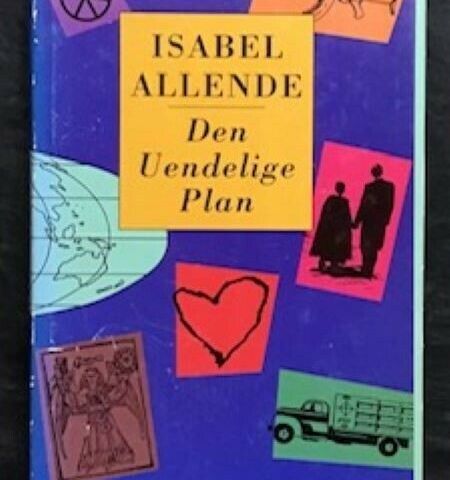 ISABEL
ALLENDE
Den
Uendelige
Plan